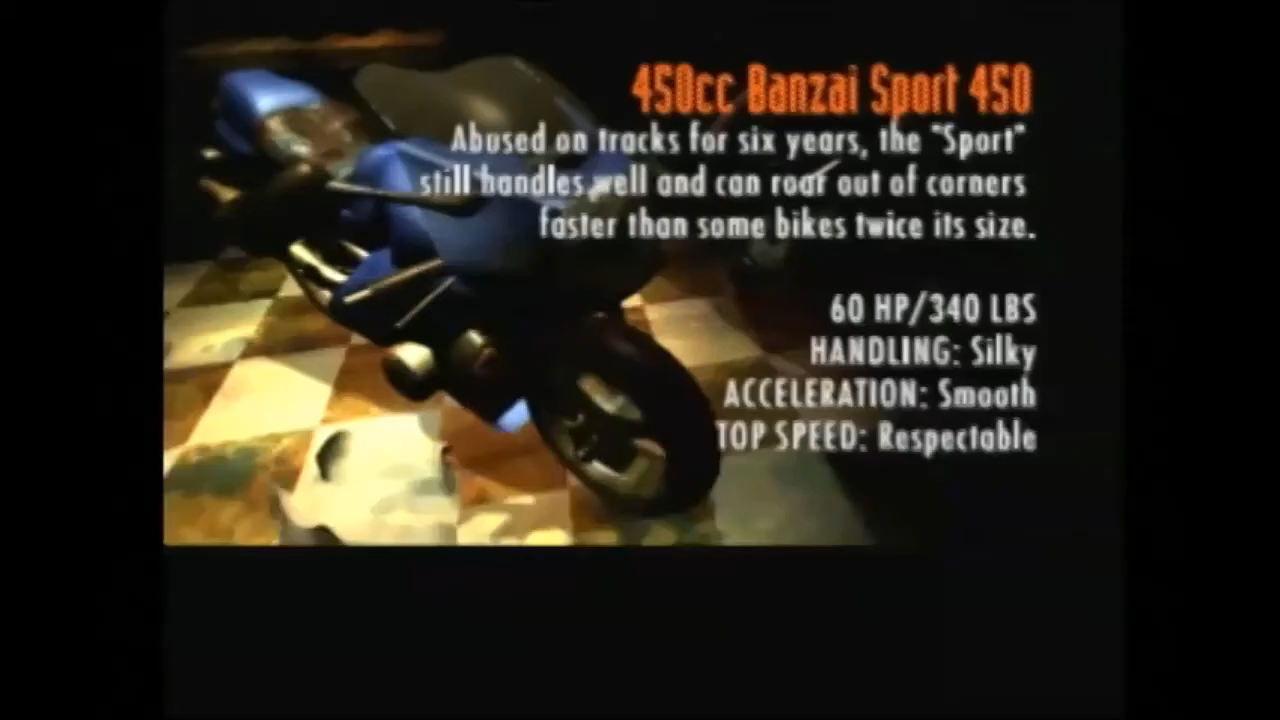 450cc Banzai Sport 450
Abused on tracks for six years, the "Sport"
still handles well and can roar out of corners
faster than some bikes twice its size.
60 HP/340 LBS
HANDLING: Silky
ACCELERATION: Smooth
TOP SPEED: Respectable